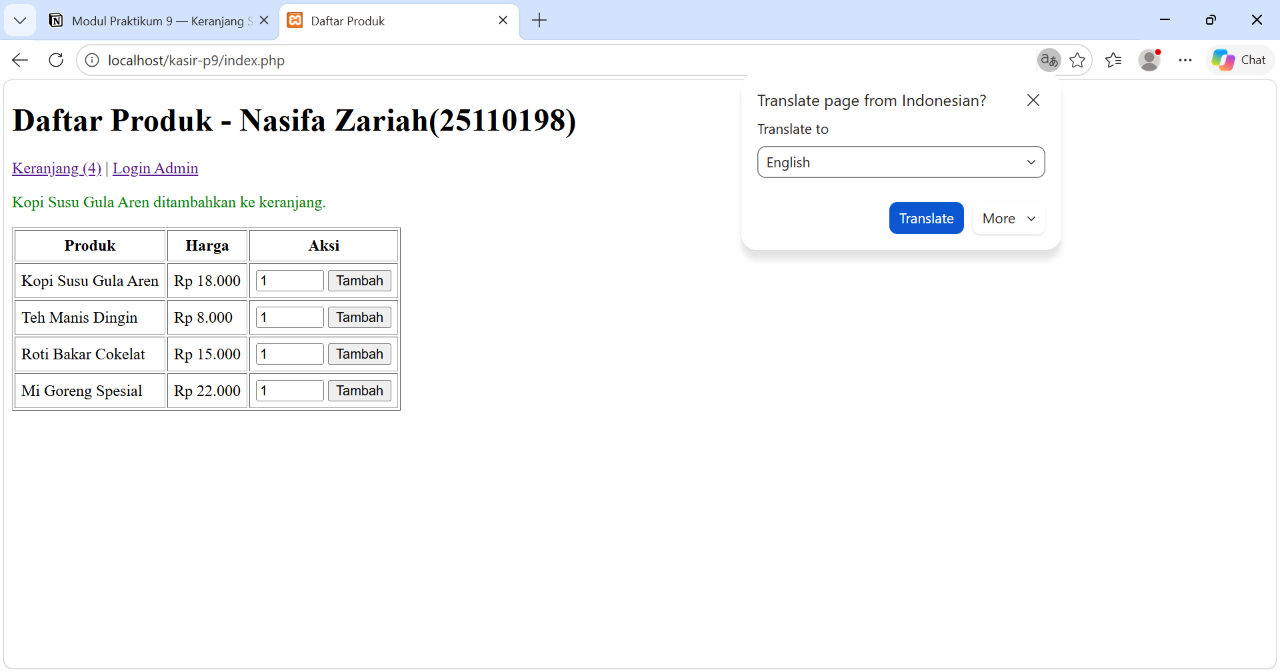 Modul Praktikum 9 — Keranjang S
Daftar Produk
localhost/kasir-p9/index.php
Chat
Translate page from Indonesian?
Translate to
English
Translate
More
Daftar Produk - Nasifa Zariah(25110198)
Keranjang (4) | Login Admin
Kopi Susu Gula Aren ditambahkan ke keranjang.
Produk Harga Aksi
Kopi Susu Gula Aren Rp 18.000 1 Tambah
Teh Manis Dingin Rp 8.000 1 Tambah
Roti Bakar Cokelat Rp 15.000 1 Tambah
Mi Goreng Spesial Rp 22.000 1 Tambah